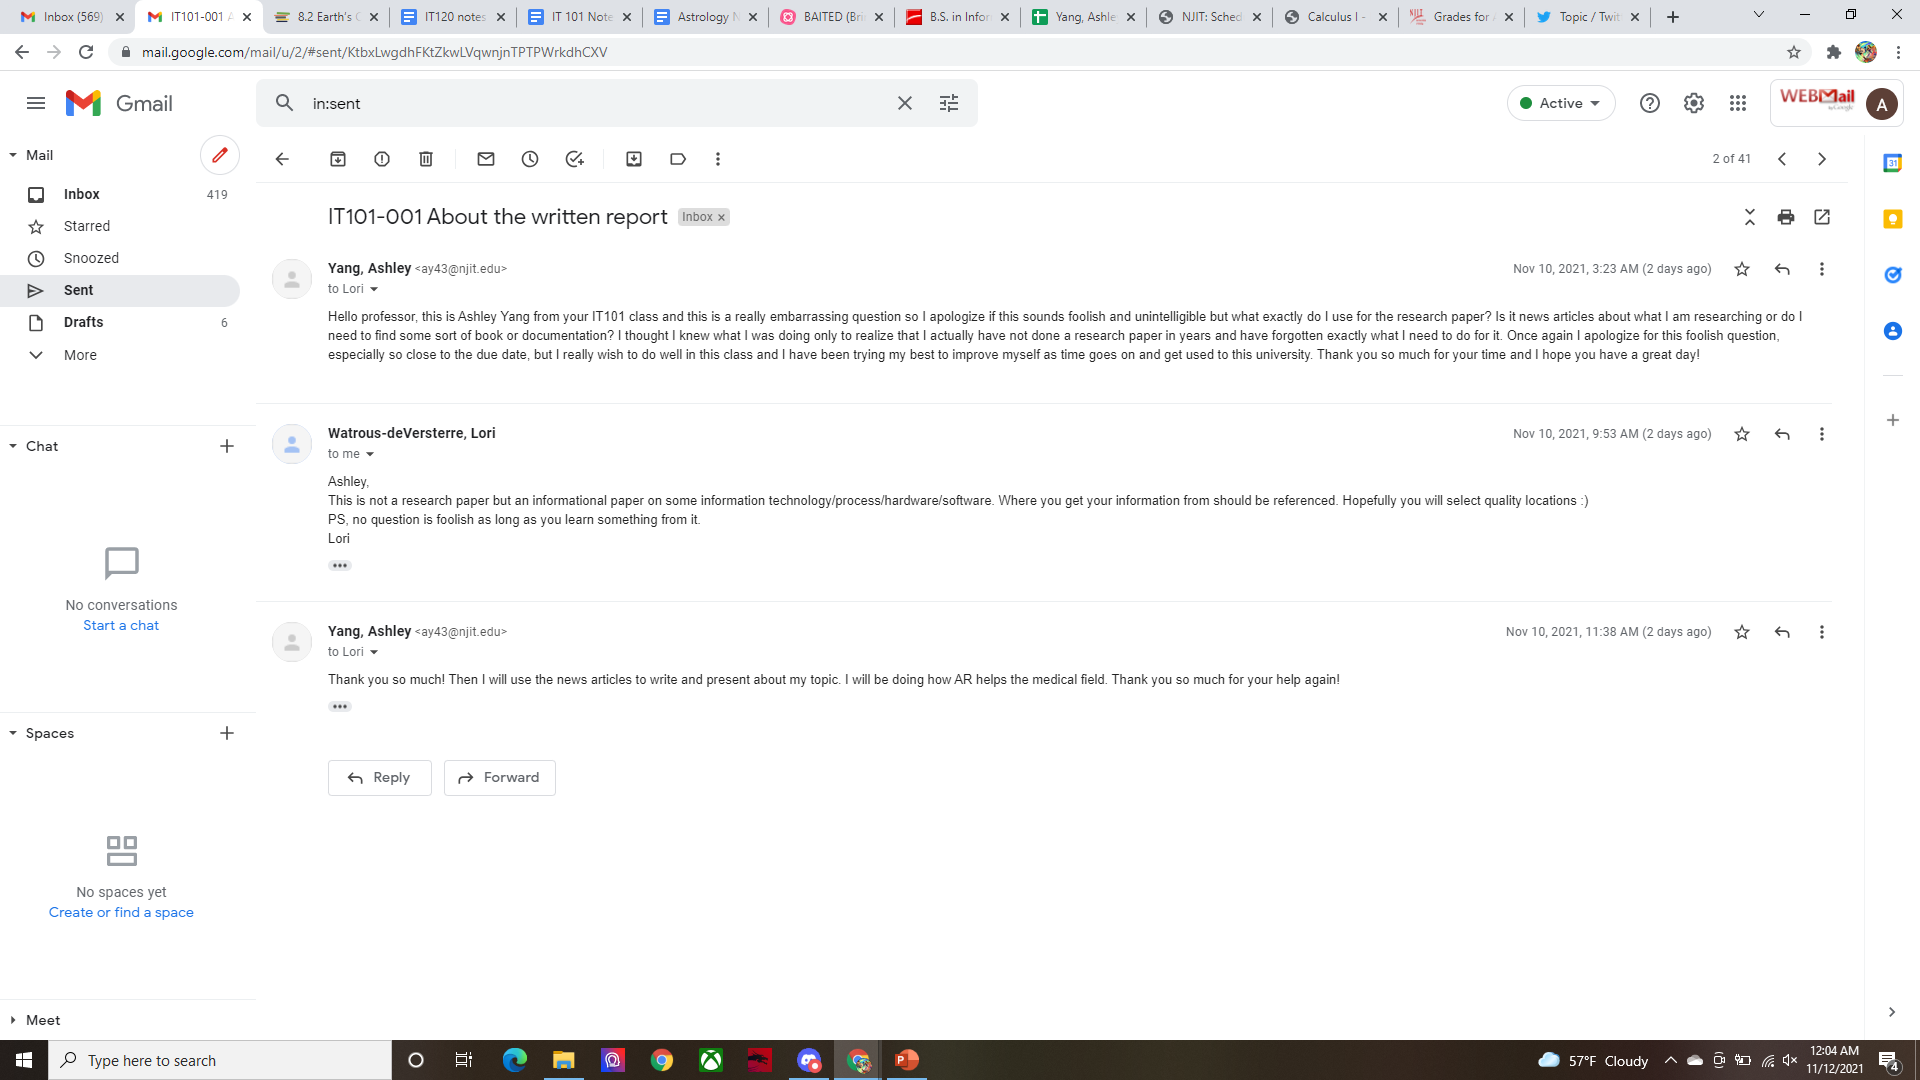 Inbox (569)
IT101-001 A
8.2 Earth's C
IT120 notes
IT 101 Note
Astrology N
BAITED (Bri
B.S. in Infor
Yang, Ashle
NJIT: Sched
Calculus I -
Grades for A
Topic / Twit
mail.google.com/mail/u/2/#sent/KtbxLwgdhFKtZkwLVqwnjnTPTPWrkdhCXV
Gmail
in:sent
Active
WEBMail
by Google
A
Mail
Inbox 419
Starred
Snoozed
Sent
Drafts 6
More
Chat
No conversations
Start a chat
Spaces
No spaces yet
Create or find a space
Meet
2 of 41
31
IT101-001 About the written report
Inbox x
Yang, Ashley <ay43@njit.edu>
Nov 10, 2021, 3:23 AM (2 days ago)
to Lori
Hello professor, this is Ashley Yang from your IT101 class and this is a really embarrassing question so I apologize if this sounds foolish and unintelligible but what exactly do I use for the research paper? Is it news articles about what I am researching or do I
need to find some sort of book or documentation? I thought I knew what I was doing only to realize that I actually have not done a research paper in years and have forgotten exactly what I need to do for it. Once again I apologize for this foolish question,
especially so close to the due date, but I really wish to do well in this class and I have been trying my best to improve myself as time goes on and get used to this university. Thank you so much for your time and I hope you have a great day!
Watrous-deVersterre, Lori
Nov 10, 2021, 9:53 AM (2 days ago)
to me
Ashley,
This is not a research paper but an informational paper on some information technology/process/hardware/software. Where you get your information from should be referenced. Hopefully you will select quality locations :)
PS, no question is foolish as long as you learn something from it.
Lori
Yang, Ashley <ay43@njit.edu>
Nov 10, 2021, 11:38 AM (2 days ago)
to Lori
Thank you so much! Then I will use the news articles to write and present about my topic. I will be doing how AR helps the medical field. Thank you so much for your help again!
Reply
Forward
Type here to search
57°F Cloudy
12:04 AM
11/12/2021
4